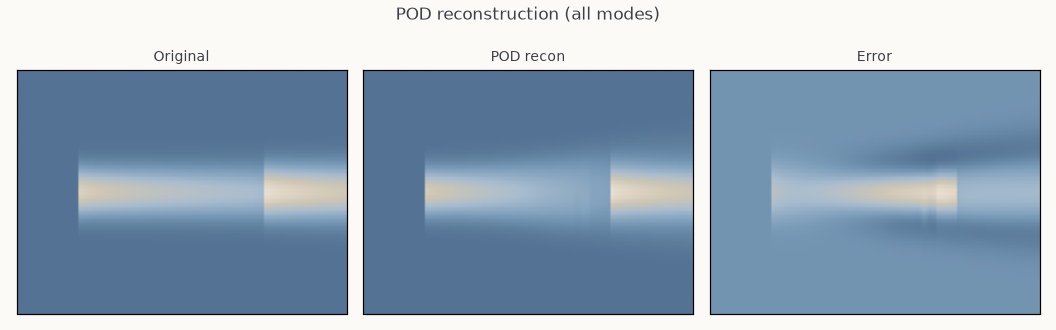 POD reconstruction (all modes)
Original
POD recon
Error